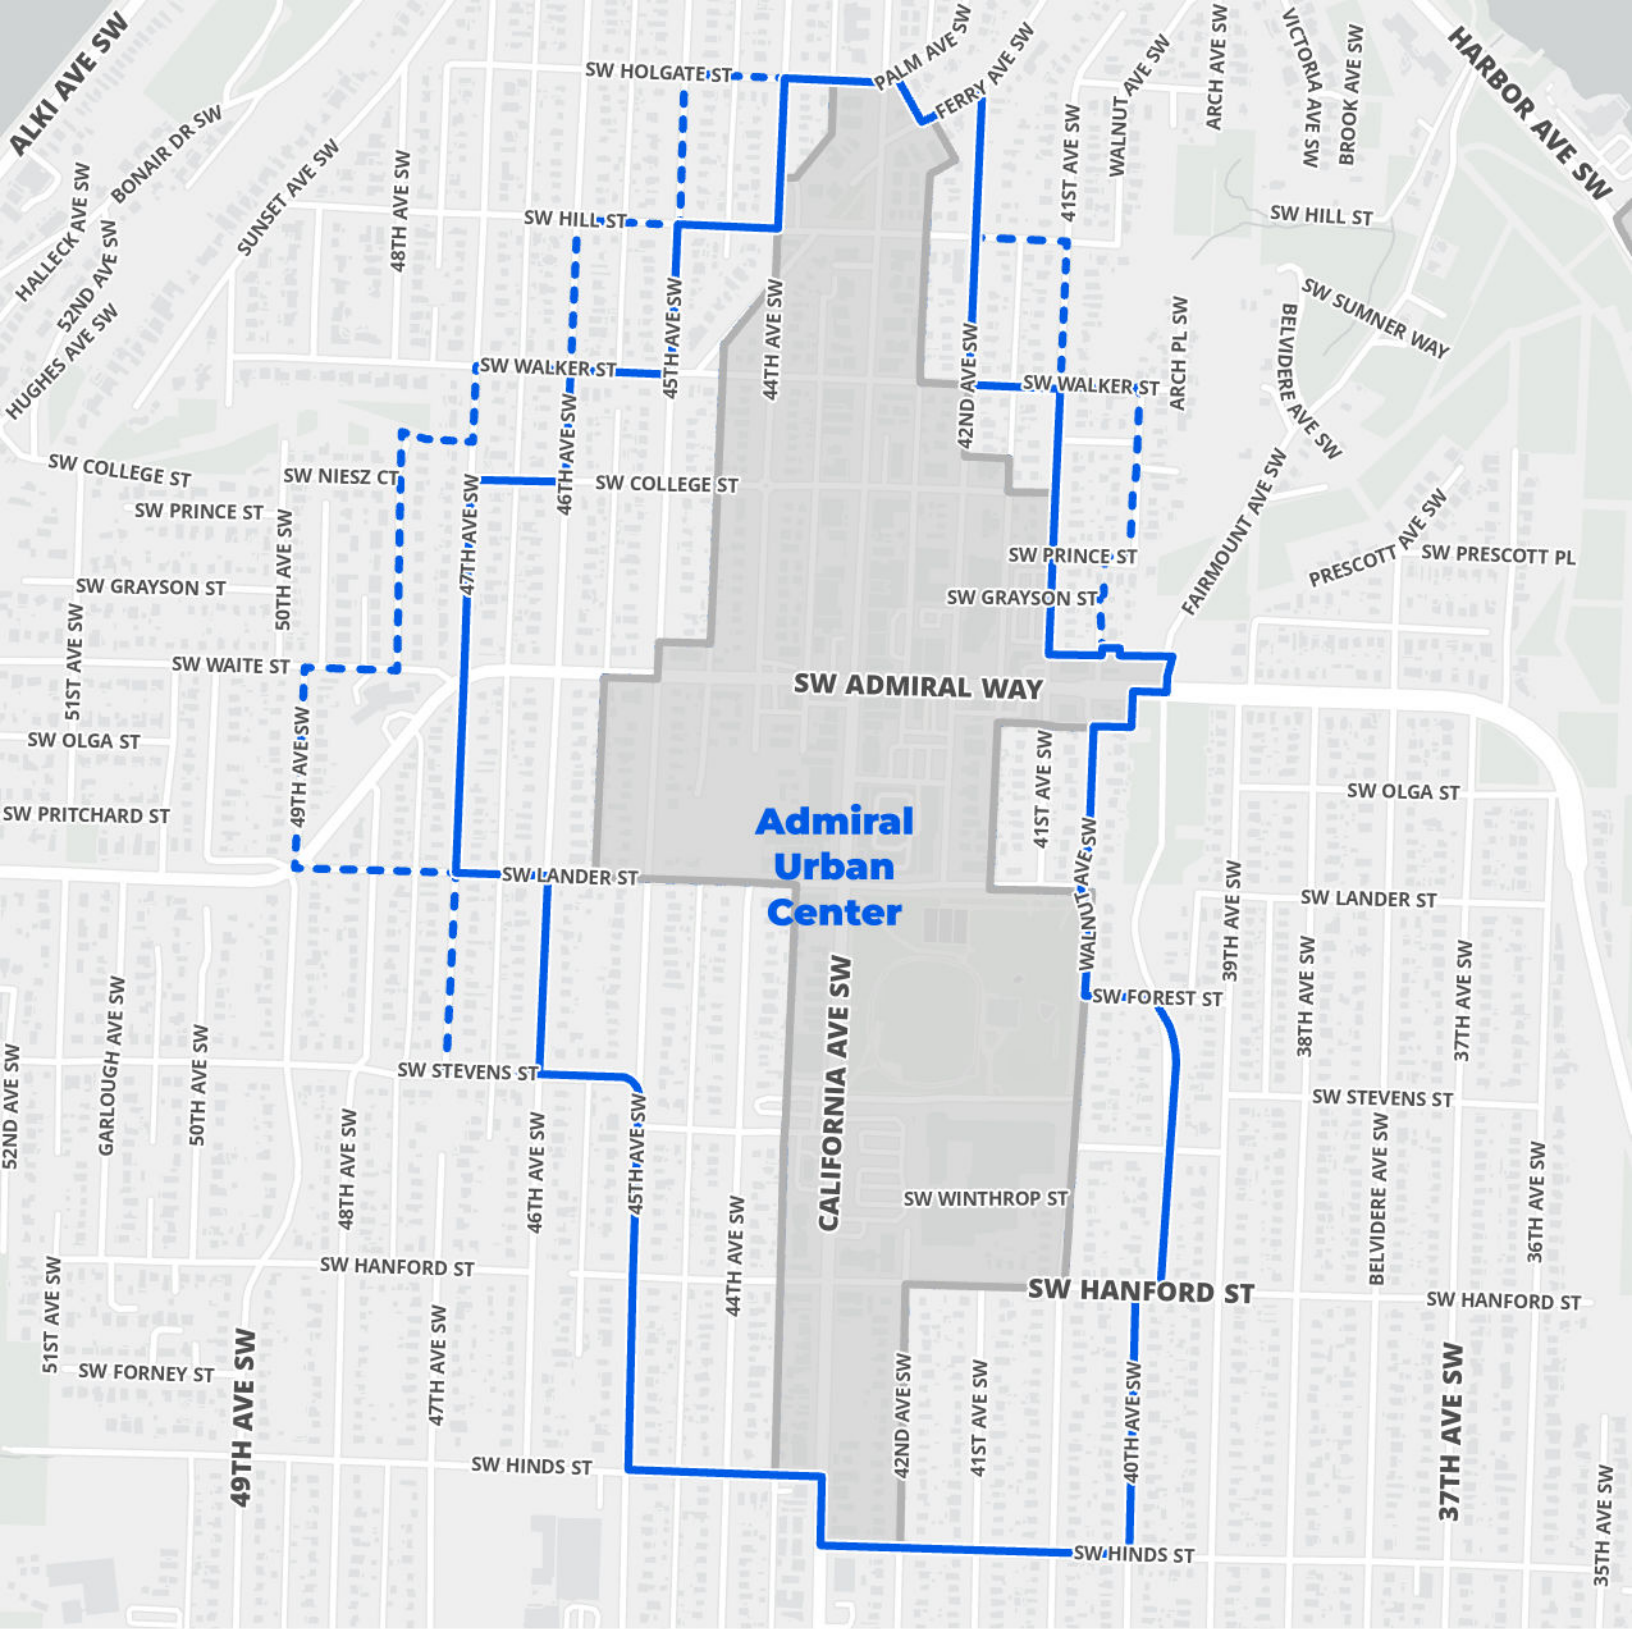 ALKI AVE SW
SW HOLGATE ST
PALM AVE SW
FERRY AVE SW
ARCH AVE SW
VICTORIA AVE SW
BROOK AVE SW
HARBOR AVE SW
BONAIR DR SW
SUNSET AVE SW
48TH AVE SW
41ST AVE SW
WALNUT AVE SW
HALLECK AVE SW
52ND AVE SW
HUGHES AVE SW
SW HILL ST
SW HILL ST
SW SUMNER WAY
BELVIDERE AVE SW
ARCH PL SW
45TH AVE SW
44TH AVE SW
42ND AVE SW
SW WALKER ST
SW WALKER ST
46TH AVE SW
SW COLLEGE ST
SW NIESZ CT
SW COLLEGE ST
SW PRINCE ST
50TH AVE SW
47TH AVE SW
SW PRINCE ST
FAIRMOUNT AVE SW
PRESCOTT AVE SW
SW PRESCOTT PL
SW GRAYSON ST
SW GRAYSON ST
51ST AVE SW
SW WAITE ST
SW ADMIRAL WAY
SW OLGA ST
49TH AVE SW
41ST AVE SW
SW OLGA ST
SW PRITCHARD ST
Admiral
Urban
Center
WALNUT AVE SW
SW LANDER ST
39TH AVE SW
SW LANDER ST
CALIFORNIA AVE SW
SW FOREST ST
38TH AVE SW
37TH AVE SW
52ND AVE SW
GARLOUGH AVE SW
50TH AVE SW
SW STEVENS ST
SW STEVENS ST
48TH AVE SW
46TH AVE SW
45TH AVE SW
44TH AVE SW
SW WINTHROP ST
BELVIDERE AVE SW
36TH AVE SW
51ST AVE SW
SW HANFORD ST
SW HANFORD ST
SW HANFORD ST
SW FORNEY ST
49TH AVE SW
47TH AVE SW
42ND AVE SW
41ST AVE SW
40TH AVE SW
37TH AVE SW
35TH AVE SW
SW HINDS ST
SW HINDS ST